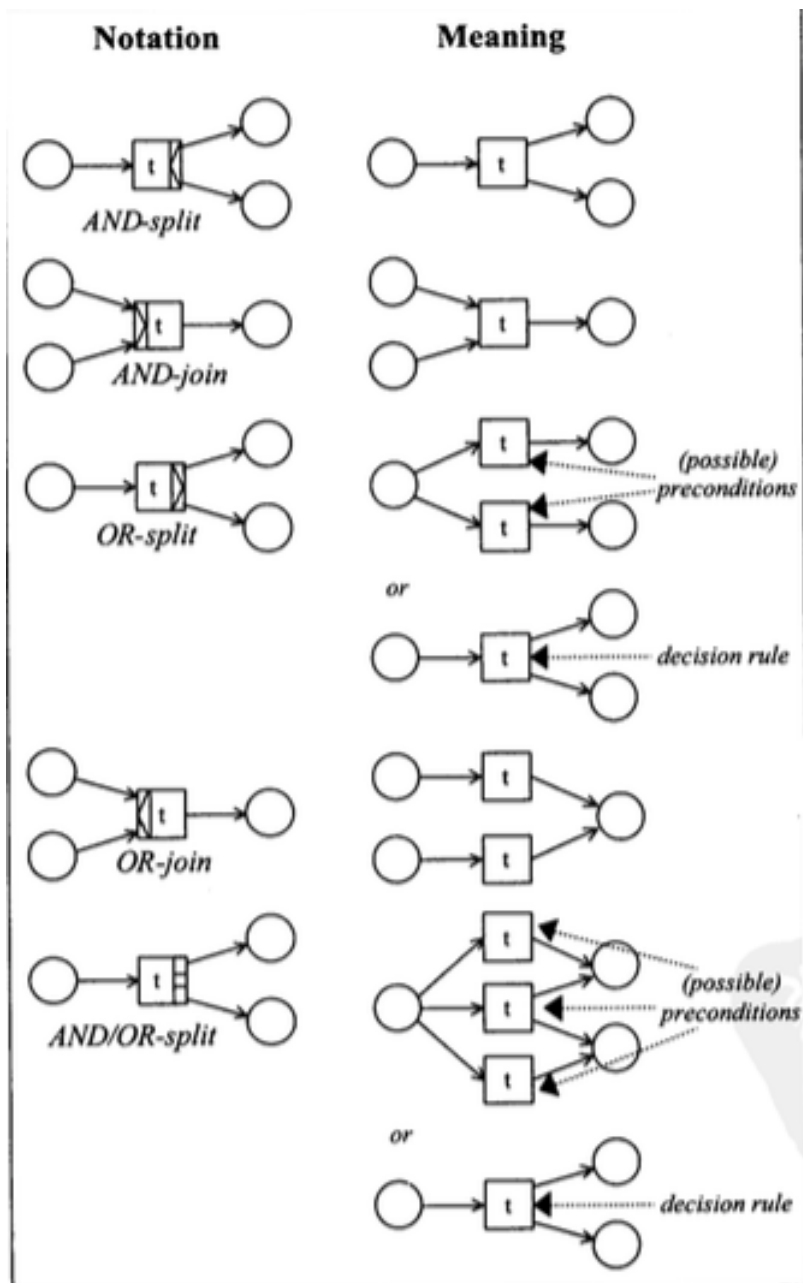 Notation Meaning
t t
AND-split
t t
AND-join
t t (possible)
preconditions
t
OR-split
or
t decision rule
t t
t
OR-join
t t (possible)
t preconditions
t
AND/OR-split
or
t decision rule